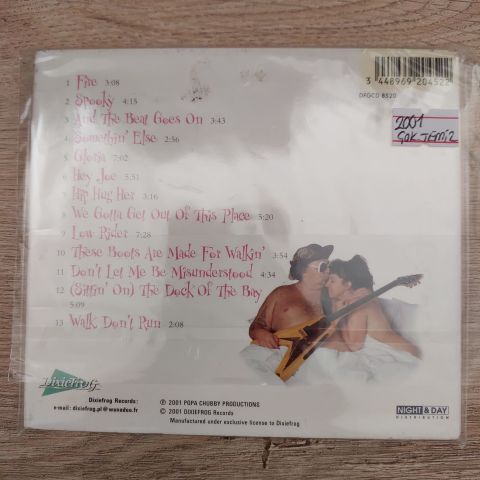 3 448969 204522
DFGCD 8520
2001
ÇOK TEMİZ
1 Fire 3:08
2 Spooky 4:15
3 And The Beat Goes On 3:43
4 Somethin' Else 2:56
5 Gloria 7:02
6 Hey Joe 5:51
7 Hip Hug Her 3:16
8 We Gotta Get Out Of This Place 5:20
9 Low Rider 7:28
10 These Boots Are Made For Walkin' 3:54
11 Don't Let Me Be Misunderstood 4:34
12 (Sittin' On) The Dock Of The Bay
5:09
13 Walk Don't Run 2:08
Dixiefrog
Dixiefrog Records:
e-mail: dixiefrog.pl@wanadoo.fr
℗ 2001 POPA CHUBBY PRODUCTIONS
© 2001 DIXIEFROG Records
Manufactured under exclusive license to Dixiefrog
NIGHT & DAY
DISTRIBUTION